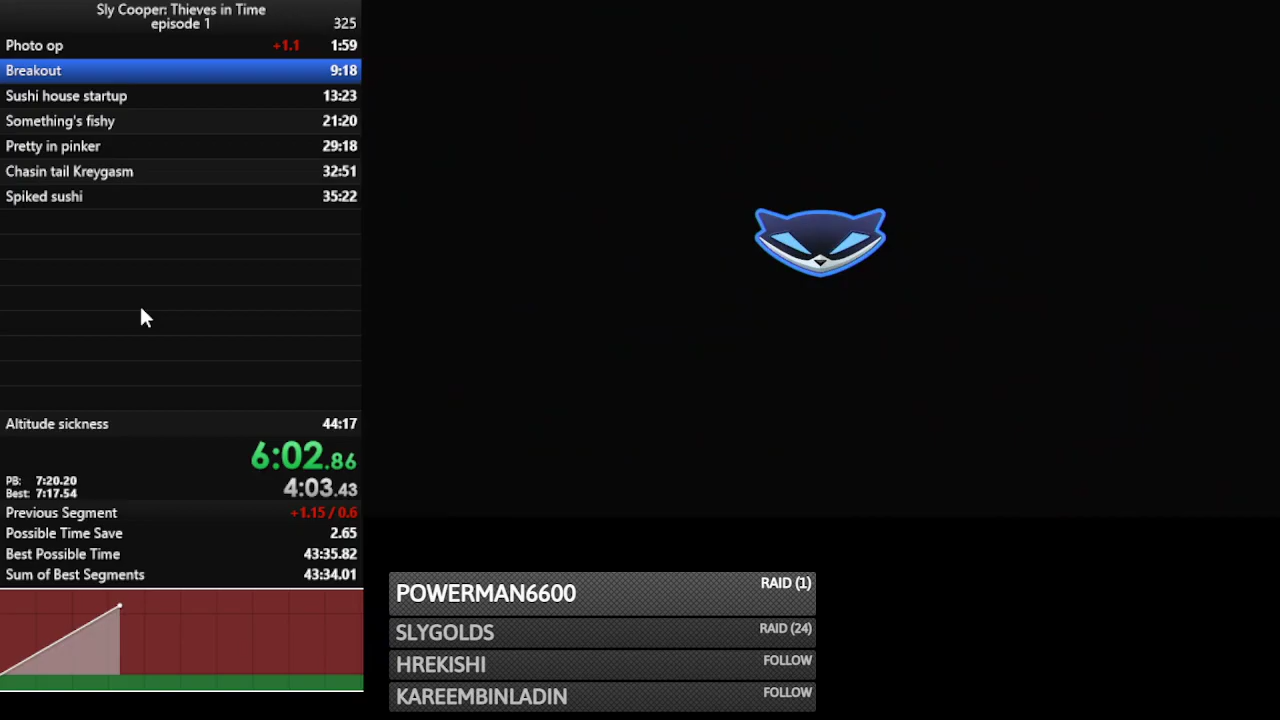 Sly Cooper: Thieves in Time
episode 1 325
Photo op +1.1 1:59
Breakout 9:18
Sushi house startup 13:23
Something's fishy 21:20
Pretty in pinker 29:18
Chasin tail Kreygasm 32:51
Spiked sushi 35:22
Altitude sickness 44:17
6:02.86
PB: 7:20.20
Best: 7:17.54
4:03.43
Previous Segment +1.15 / 0.6
Possible Time Save 2.65
Best Possible Time 43:35.82
Sum of Best Segments 43:34.01
POWERMAN6600 RAID (1)
SLYGOLDS RAID (24)
HREKISHI FOLLOW
KAREEMBINLADIN FOLLOW